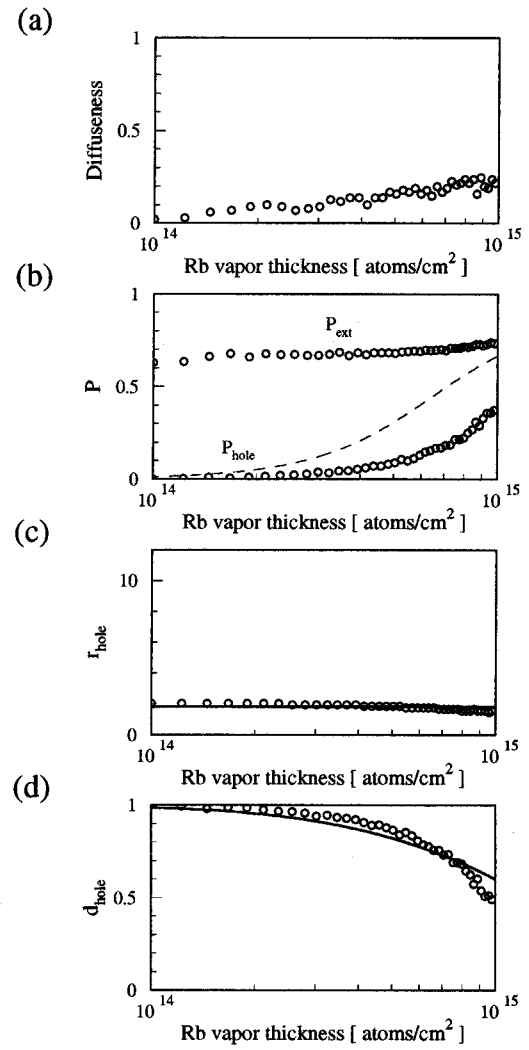 (a)
1
0.5
0
Diffuseness
10^14
10^15
Rb vapor thickness [ atoms/cm^2 ]
(b)
1
0.5
0
P
P_ext
P_hole
10^14
10^15
Rb vapor thickness [ atoms/cm^2 ]
(c)
10
0
r_hole
10^14
10^15
Rb vapor thickness [ atoms/cm^2 ]
(d)
1
0.5
0
d_hole
10^14
10^15
Rb vapor thickness [ atoms/cm^2 ]